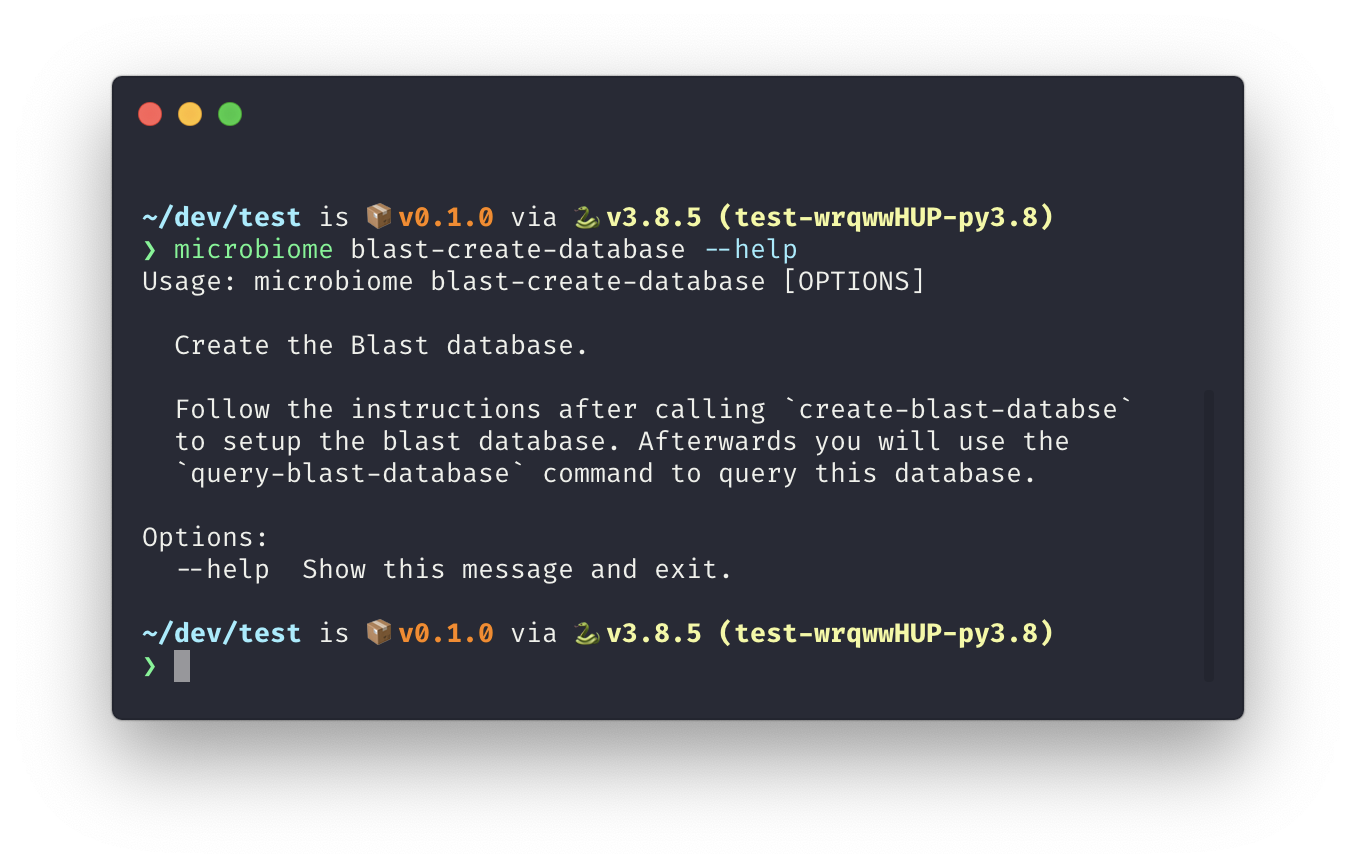 ~/dev/test is 📦v0.1.0 via 🐍v3.8.5 (test-wrqwwHUP-py3.8)
❯ microbiome blast-create-database --help
Usage: microbiome blast-create-database [OPTIONS]
Create the Blast database.
Follow the instructions after calling `create-blast-databse`
to setup the blast database. Afterwards you will use the
`query-blast-database` command to query this database.
Options:
--help  Show this message and exit.
~/dev/test is 📦v0.1.0 via 🐍v3.8.5 (test-wrqwwHUP-py3.8)
❯